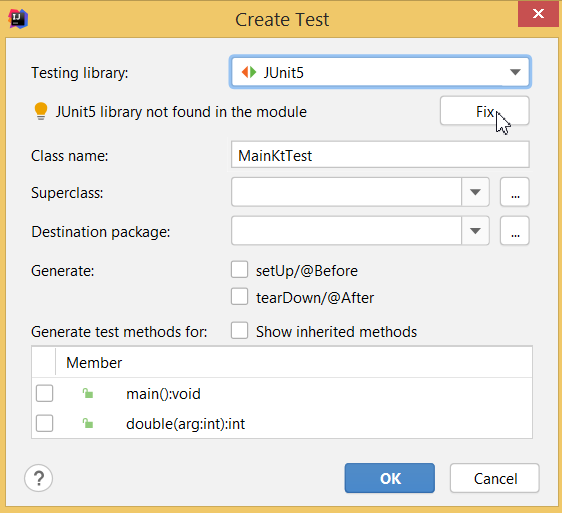 IJ
Create Test
Testing library: JUnit5
JUnit5 library not found in the module Fix
Class name: MainKtTest
Superclass: ...
Destination package: ...
Generate: setUp/@Before
tearDown/@After
Generate test methods for: Show inherited methods
Member
main():void
double(arg:int):int
? OK Cancel